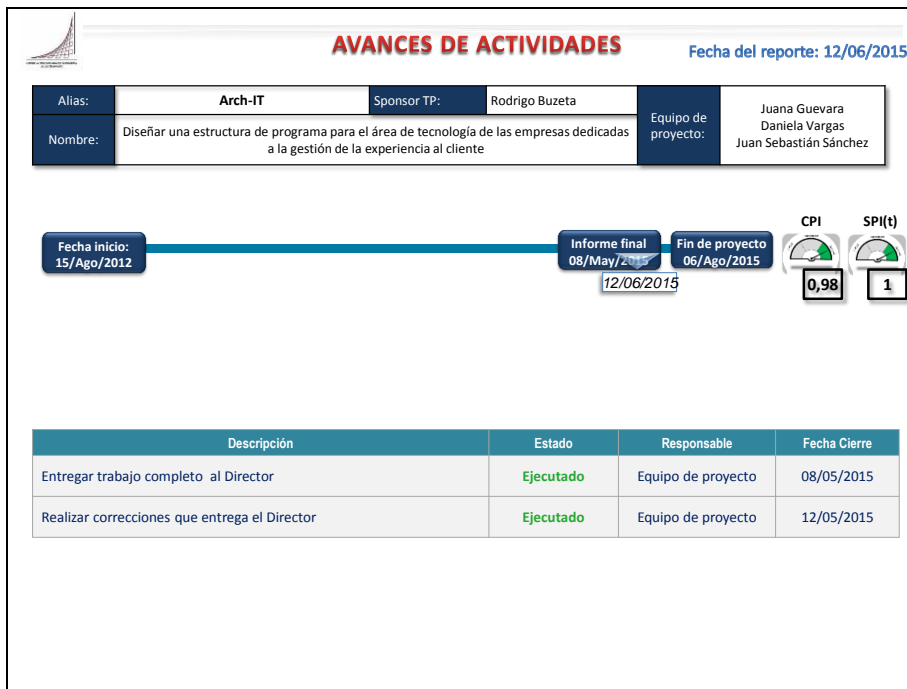 AVANCES DE ACTIVIDADES
Fecha del reporte: 12/06/2015
Alias:
Arch-IT
Sponsor TP:
Rodrigo Buzeta
Equipo de
proyecto:
Juana Guevara
Daniela Vargas
Juan Sebastián Sánchez
Nombre:
Diseñar una estructura de programa para el área de tecnología de las empresas dedicadas
a la gestión de la experiencia al cliente
CPI
SPI(t)
Fecha inicio:
15/Ago/2012
Informe final
08/May/2015
Fin de proyecto
06/Ago/2015
12/06/2015
0,98
1
Descripción
Estado
Responsable
Fecha Cierre
Entregar trabajo completo al Director
Ejecutado
Equipo de proyecto
08/05/2015
Realizar correcciones que entrega el Director
Ejecutado
Equipo de proyecto
12/05/2015